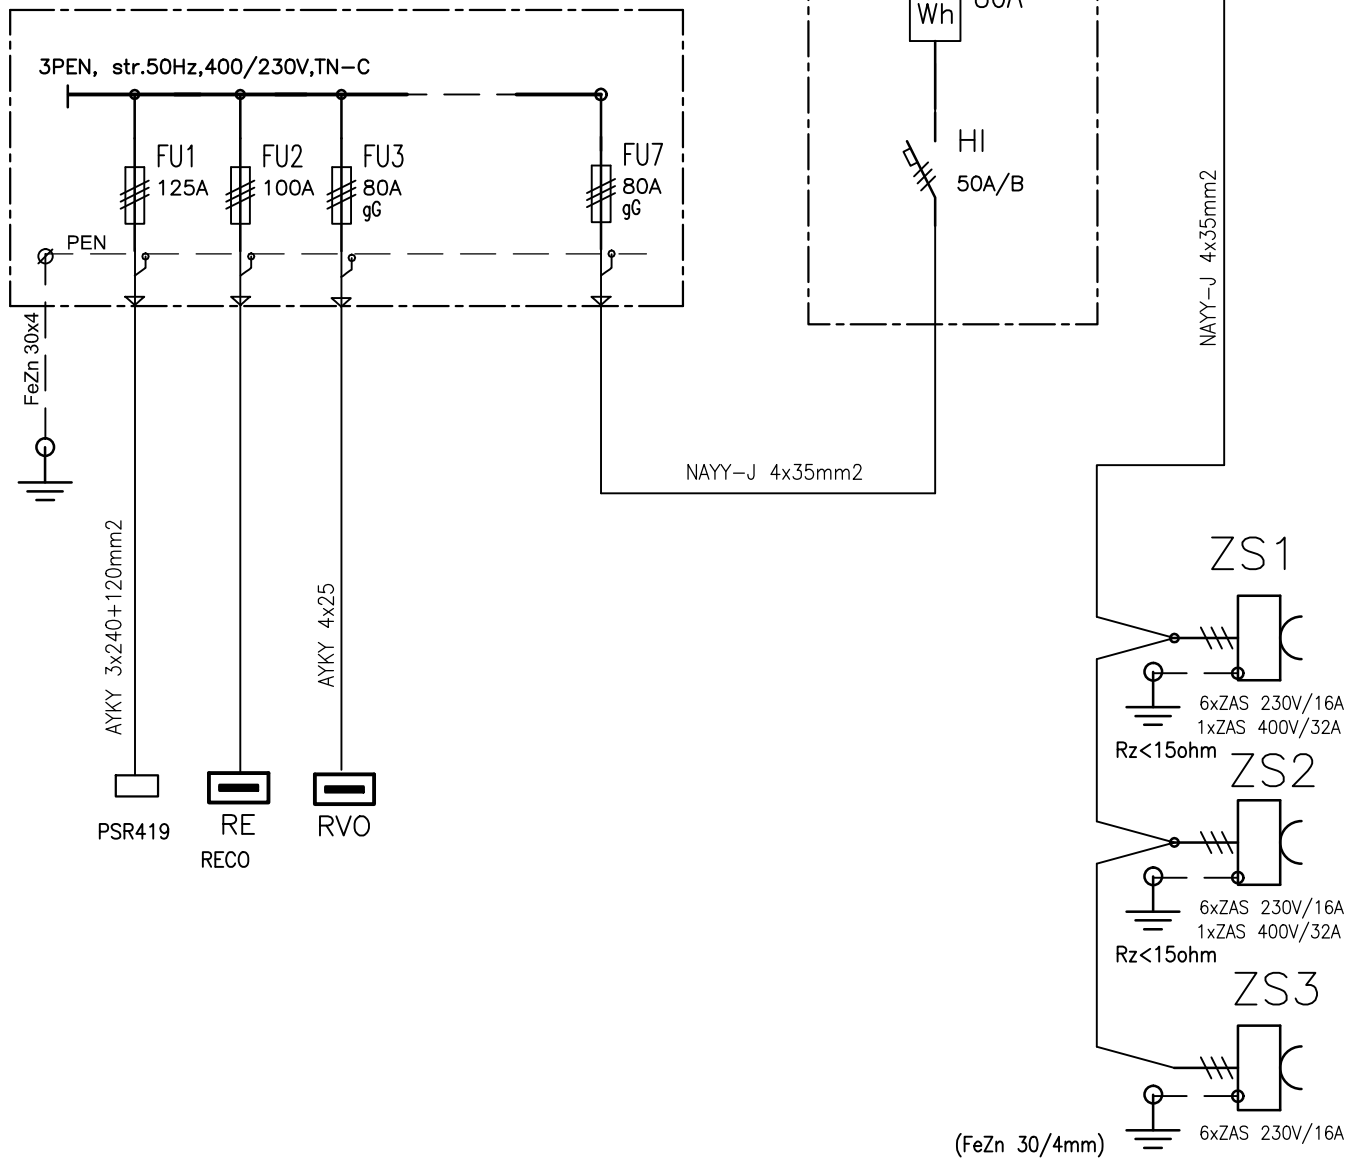 80A
Wh
3PEN, str.50Hz,400/230V,TN-C
FU1
125A
FU2
100A
FU3
80A
gG
FU7
80A
gG
HI
50A/B
PEN
FeZn 30x4
NAYY-J 4x35mm2
NAYY-J 4x35mm2
AYKY 3x240+120mm2
AYKY 4x25
ZS1
6xZAS 230V/16A
1xZAS 400V/32A
Rz<15ohm
ZS2
PSR419
RE
RECO
RVO
6xZAS 230V/16A
1xZAS 400V/32A
Rz<15ohm
ZS3
6xZAS 230V/16A
(FeZn 30/4mm)